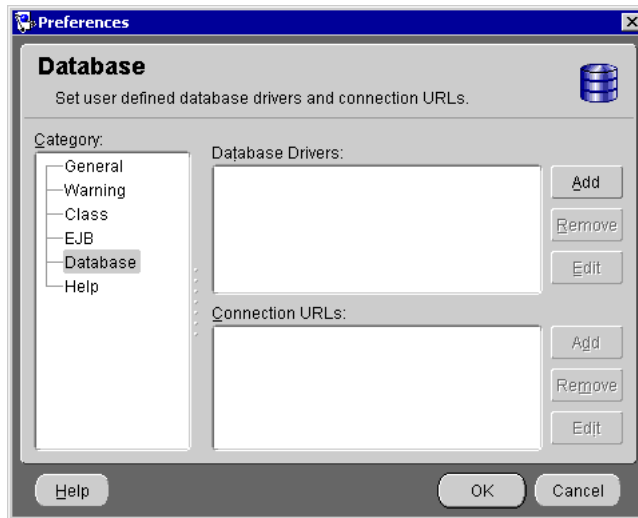 Preferences
Database
Set user defined database drivers and connection URLs.
Category:
General
Warning
Class
EJB
Database
Help
Database Drivers:
Add
Remove
Edit
Connection URLs:
Add
Remove
Edit
Help
OK
Cancel